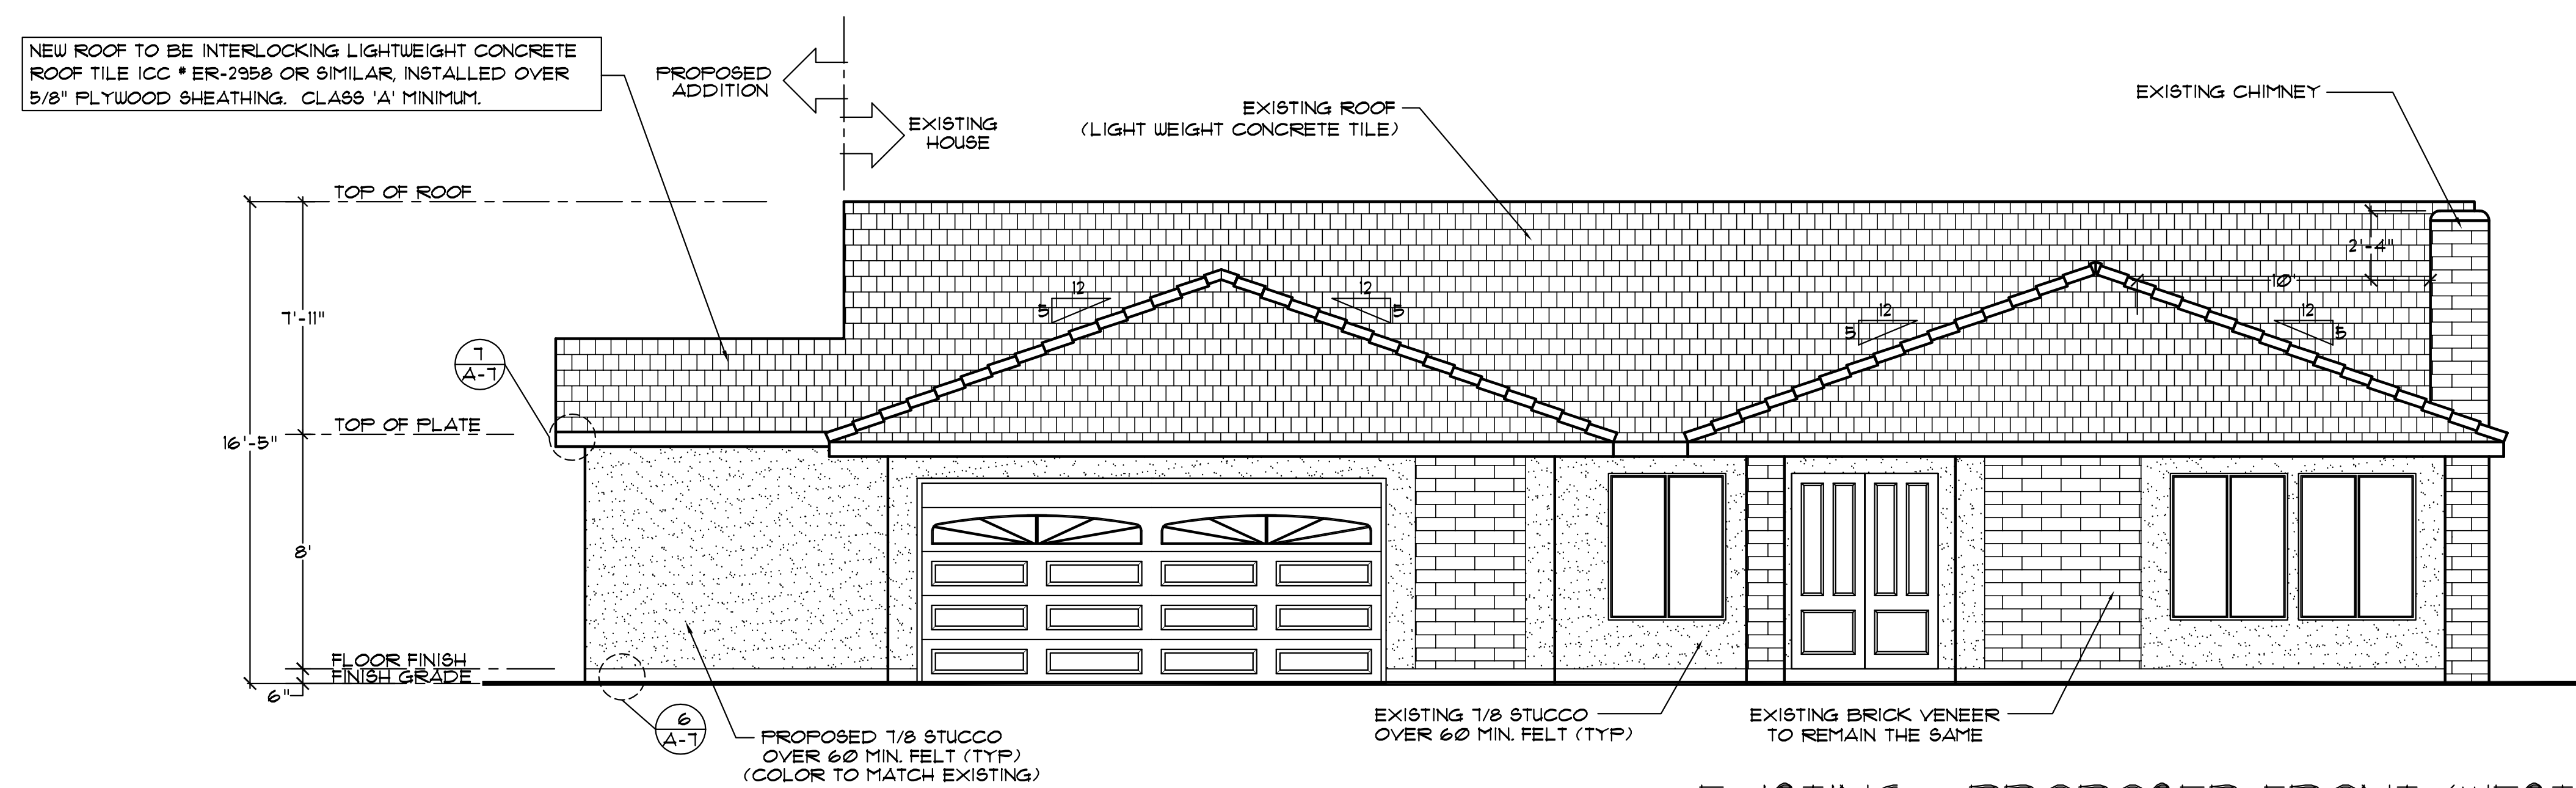 NEW ROOF TO BE INTERLOCKING LIGHTWEIGHT CONCRETE
ROOF TILE ICC # ER-2958 OR SIMILAR, INSTALLED OVER
5/8" PLYWOOD SHEATHING. CLASS 'A' MINIMUM.
PROPOSED
ADDITION
EXISTING
HOUSE
EXISTING ROOF
(LIGHT WEIGHT CONCRETE TILE)
EXISTING CHIMNEY
TOP OF ROOF
2'-4"
10'
12
5
12
5
12
5
12
5
7'-11"
7
A-7
TOP OF PLATE
16'-5"
8'
FLOOR FINISH
FINISH GRADE
6"
6
A-7
PROPOSED 7/8 STUCCO
OVER 60 MIN. FELT (TYP)
(COLOR TO MATCH EXISTING)
EXISTING 7/8 STUCCO
OVER 60 MIN. FELT (TYP)
EXISTING BRICK VENEER
TO REMAIN THE SAME